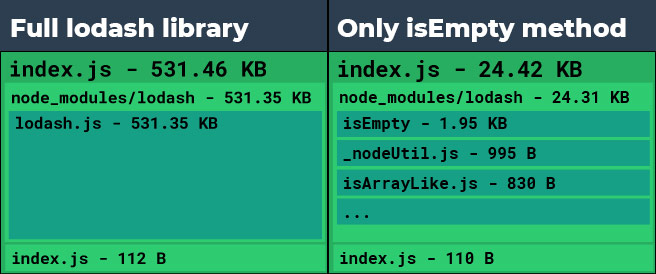 Full lodash library
index.js - 531.46 KB
node_modules/lodash - 531.35 KB
lodash.js - 531.35 KB
index.js - 112 B
Only isEmpty method
index.js - 24.42 KB
node_modules/lodash - 24.31 KB
isEmpty - 1.95 KB
_nodeUtil.js - 995 B
isArrayLike.js - 830 B
...
index.js - 110 B